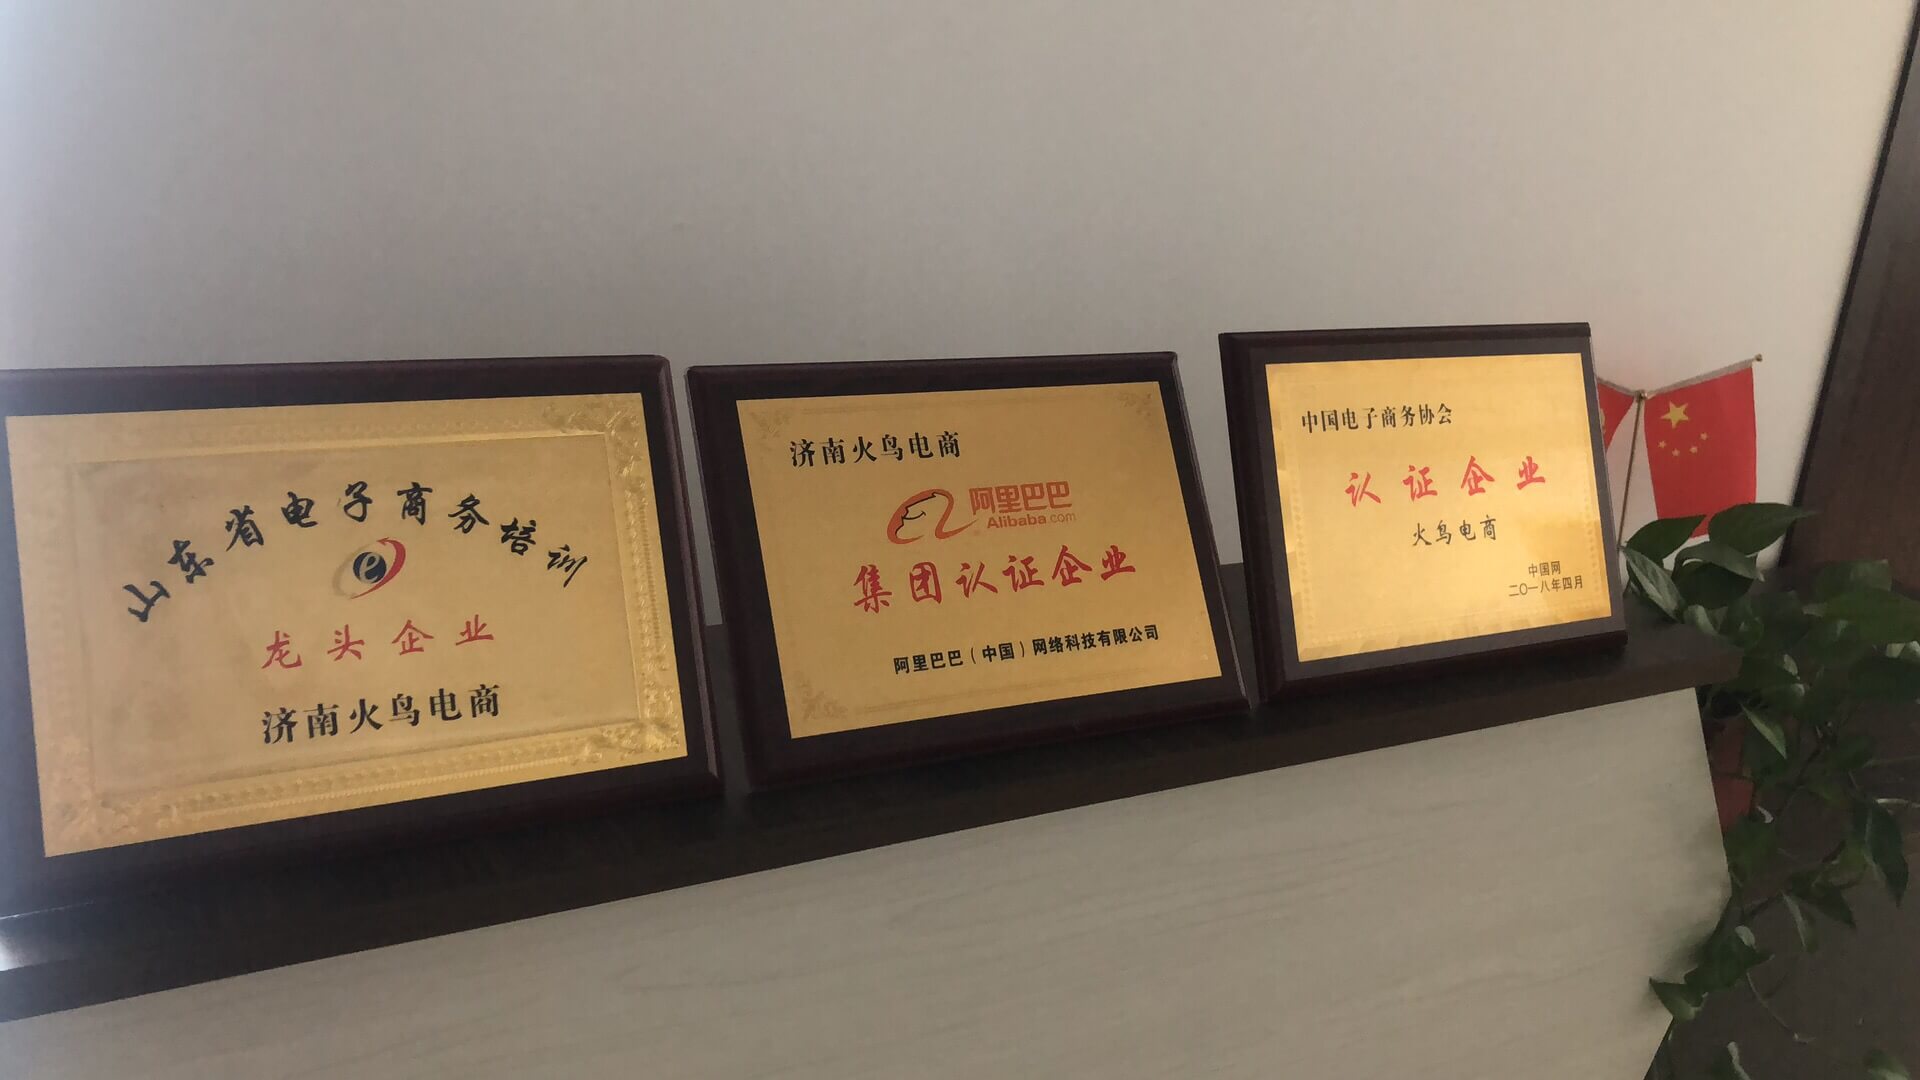 山东省电子商务培训
e
龙头企业
济南火鸟电商
济南火鸟电商
阿里巴巴
Alibaba.com
集团认证企业
阿里巴巴（中国）网络科技有限公司
中国电子商务协会
认证企业
火鸟电商
中国网
二〇一八年四月